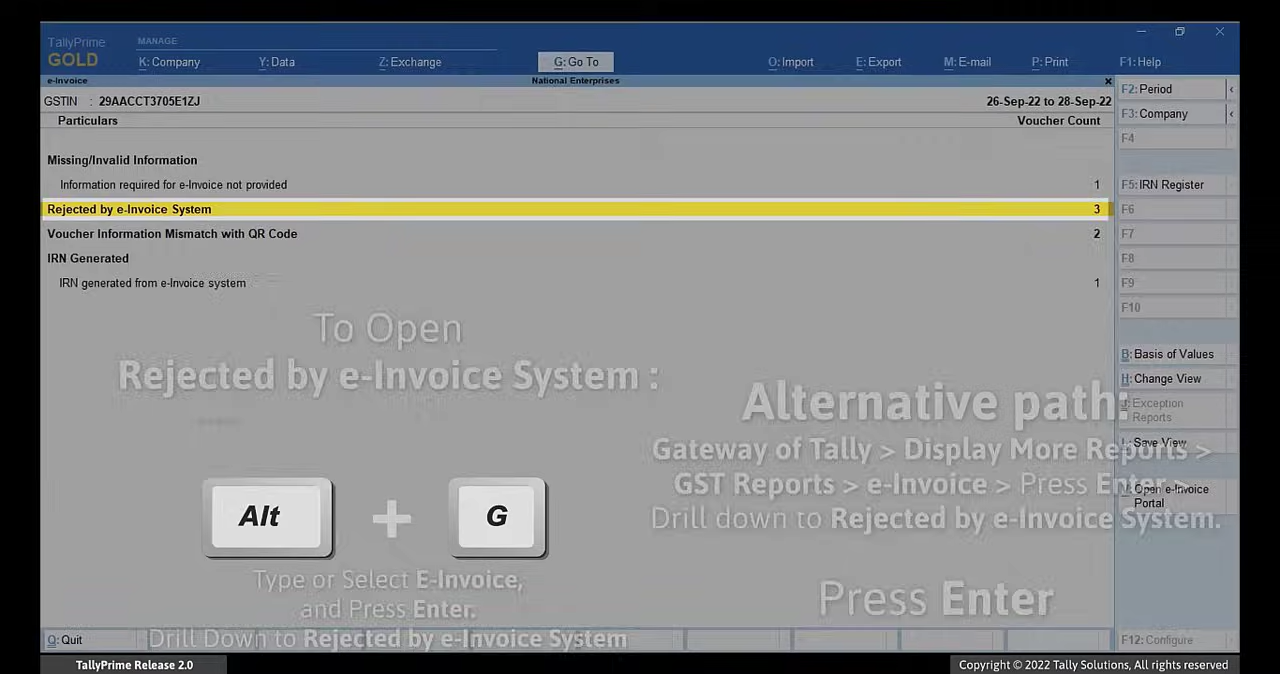 TallyPrime
GOLD
MANAGE
K: Company
Y: Data
Z: Exchange
G: Go To
O: Import
E: Export
M: E-mail
P: Print
F1: Help
e-Invoice
National Enterprises
GSTIN : 29AACCT3705E1ZJ
26-Sep-22 to 28-Sep-22
Particulars
Voucher Count
Missing/Invalid Information
Information required for e-Invoice not provided 1
Rejected by e-Invoice System 3
Voucher Information Mismatch with QR Code 2
IRN Generated
IRN generated from e-Invoice system 1
F2: Period
F3: Company
F4
F5: IRN Register
F6
F7
F8
F9
F10
B: Basis of Values
H: Change View
J: Exception
Reports
L: Save View
V: Open e-Invoice
Portal
F12: Configure
To Open
Rejected by e-Invoice System :
Alt + G
Type or Select E-Invoice,
and Press Enter.
Drill Down to Rejected by e-Invoice System
Alternative path:
Gateway of Tally > Display More Reports >
GST Reports > e-Invoice > Press Enter >
Drill down to Rejected by e-Invoice System.
Press Enter
Q: Quit
TallyPrime Release 2.0
Copyright © 2022 Tally Solutions, All rights reserved